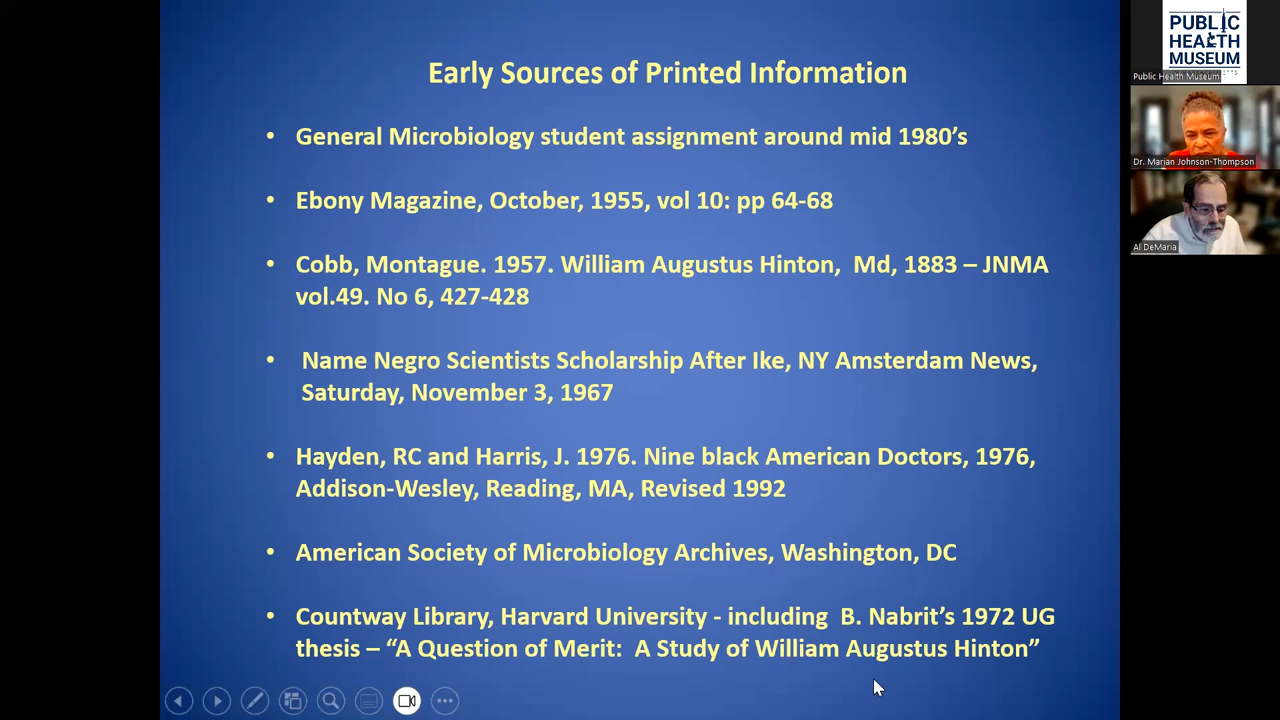 Early Sources of Printed Information
• General Microbiology student assignment around mid 1980’s
• Ebony Magazine, October, 1955, vol 10: pp 64-68
• Cobb, Montague. 1957. William Augustus Hinton,  Md, 1883 – JNMA
vol.49. No 6, 427-428
• Name Negro Scientists Scholarship After Ike, NY Amsterdam News,
Saturday, November 3, 1967
• Hayden, RC and Harris, J. 1976. Nine black American Doctors, 1976,
Addison-Wesley, Reading, MA, Revised 1992
• American Society of Microbiology Archives, Washington, DC
• Countway Library, Harvard University - including  B. Nabrit’s 1972 UG
thesis – “A Question of Merit:  A Study of William Augustus Hinton”
PUBLIC
HEALTH
MUSEUM
Public Health Museum
Dr. Marian Johnson-Thompson
Al DeMaria